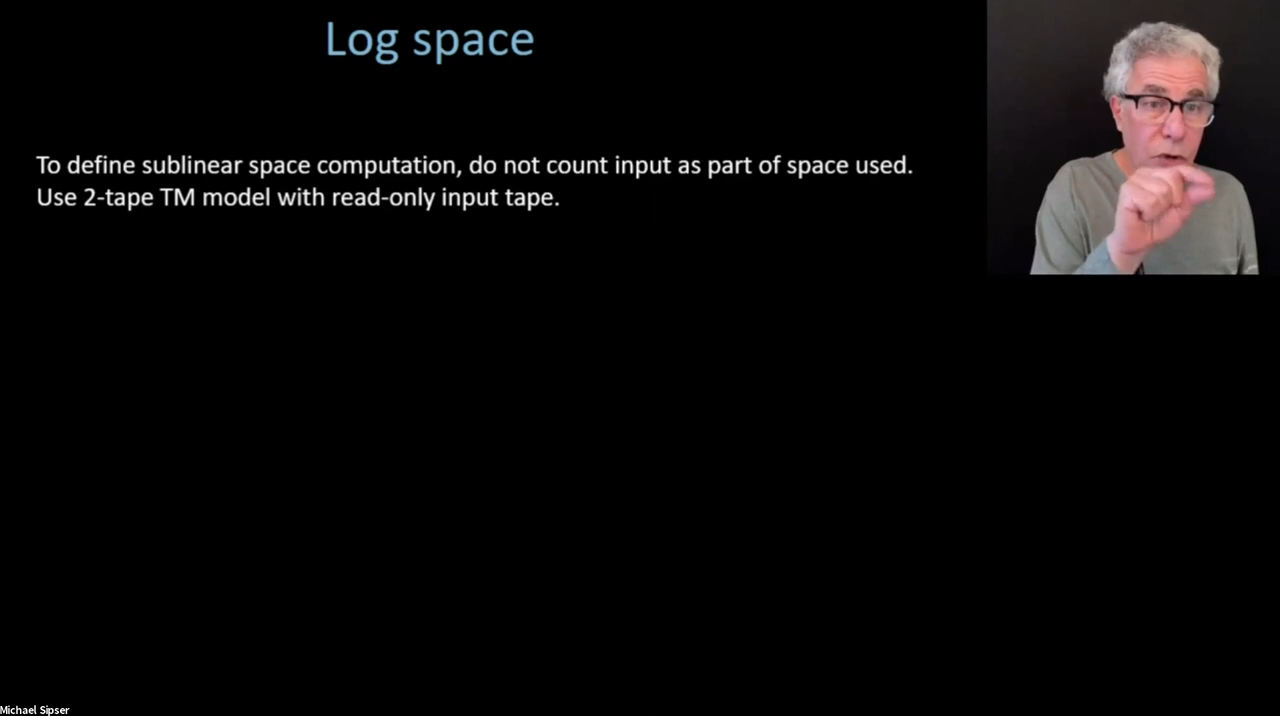 Log space
To define sublinear space computation, do not count input as part of space used.
Use 2-tape TM model with read-only input tape.
Michael Sipser